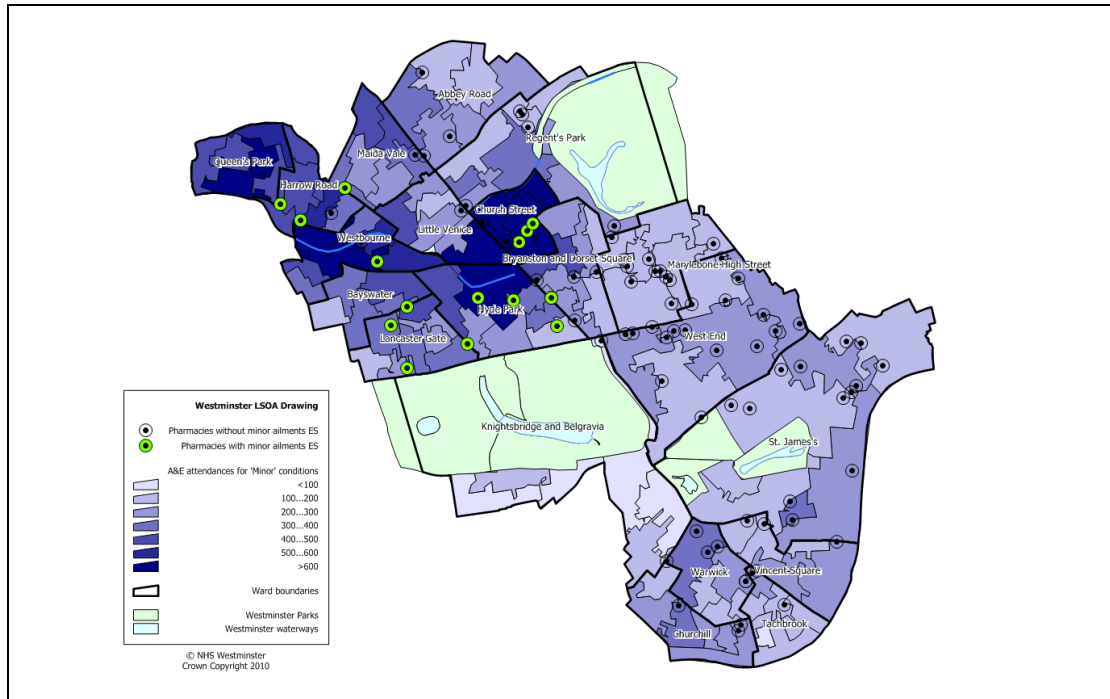 Abbey Road
Regent's Park
Maida Vale
Queen's Park
Harrow Road
Church Street
Little Venice
Westbourne
Bryanston and Dorset Square
Marylebone High Street
Bayswater
Hyde Park
Lancaster Gate
West End
Knightsbridge and Belgravia
St. James's
Warwick
Vincent Square
Churchill
Tachbrook
Westminster LSOA Drawing
Pharmacies without minor ailments ES
Pharmacies with minor ailments ES
A&E attendances for 'Minor' conditions
<100
100...200
200...300
300...400
400...500
500...600
>600
Ward boundaries
Westminster Parks
Westminster waterways
© NHS Westminster
Crown Copyright 2010